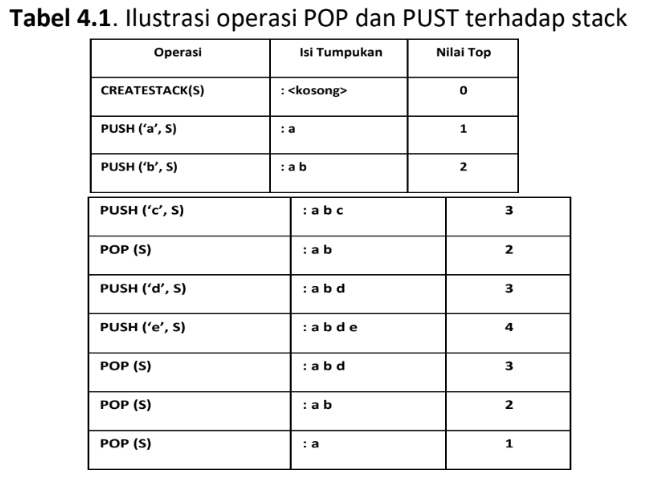 Tabel 4.1. Ilustrasi operasi POP dan PUST terhadap stack
Operasi Isi Tumpukan Nilai Top
CREATESTACK(S) : <kosong> 0
PUSH (‘a’, S) : a 1
PUSH (‘b’, S) : a b 2
PUSH (‘c’, S) : a b c 3
POP (S) : a b 2
PUSH (‘d’, S) : a b d 3
PUSH (‘e’, S) : a b d e 4
POP (S) : a b d 3
POP (S) : a b 2
POP (S) : a 1